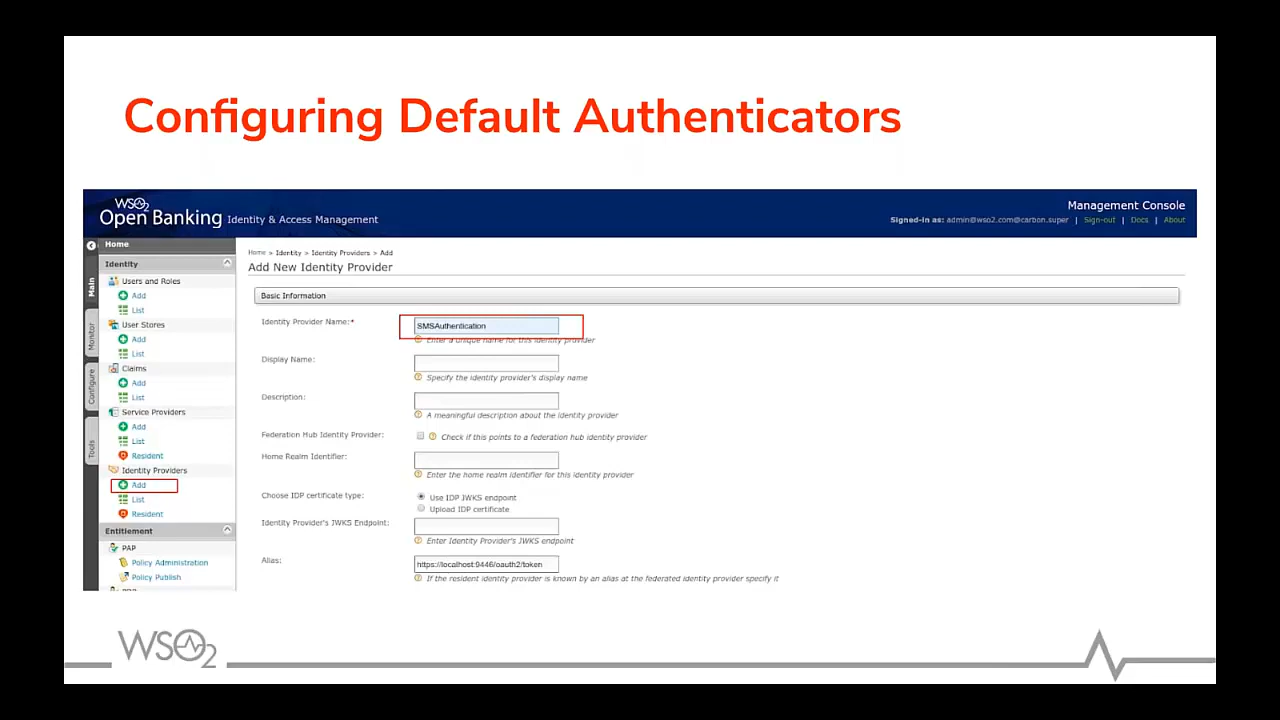 Configuring Default Authenticators
WSO2
Open Banking Identity & Access Management
Management Console
Signed-in as: admin@wso2.com@carbon.super | Sign-out | Docs | About
Home
Main
Monitor
Configure
Tools
Identity
Users and Roles
Add
List
User Stores
Add
List
Claims
Add
List
Service Providers
Add
List
Resident
Identity Providers
Add
List
Resident
Entitlement
PAP
Policy Administration
Policy Publish
Home > Identity > Identity Providers > Add
Add New Identity Provider
Basic Information
Identity Provider Name:*
SMSAuthentication
Enter a unique name for this identity provider
Display Name:
Specify the identity provider's display name
Description:
A meaningful description about the identity provider
Federation Hub Identity Provider:
Check if this points to a federation hub identity provider
Home Realm Identifier:
Enter the home realm identifier for this identity provider
Choose IDP certificate type:
Use IDP JWKS endpoint
Upload IDP certificate
Identity Provider's JWKS Endpoint:
Enter Identity Provider's JWKS endpoint
Alias:
https://localhost:9446/oauth2/token
If the resident identity provider is known by an alias at the federated identity provider specify it
WSO2